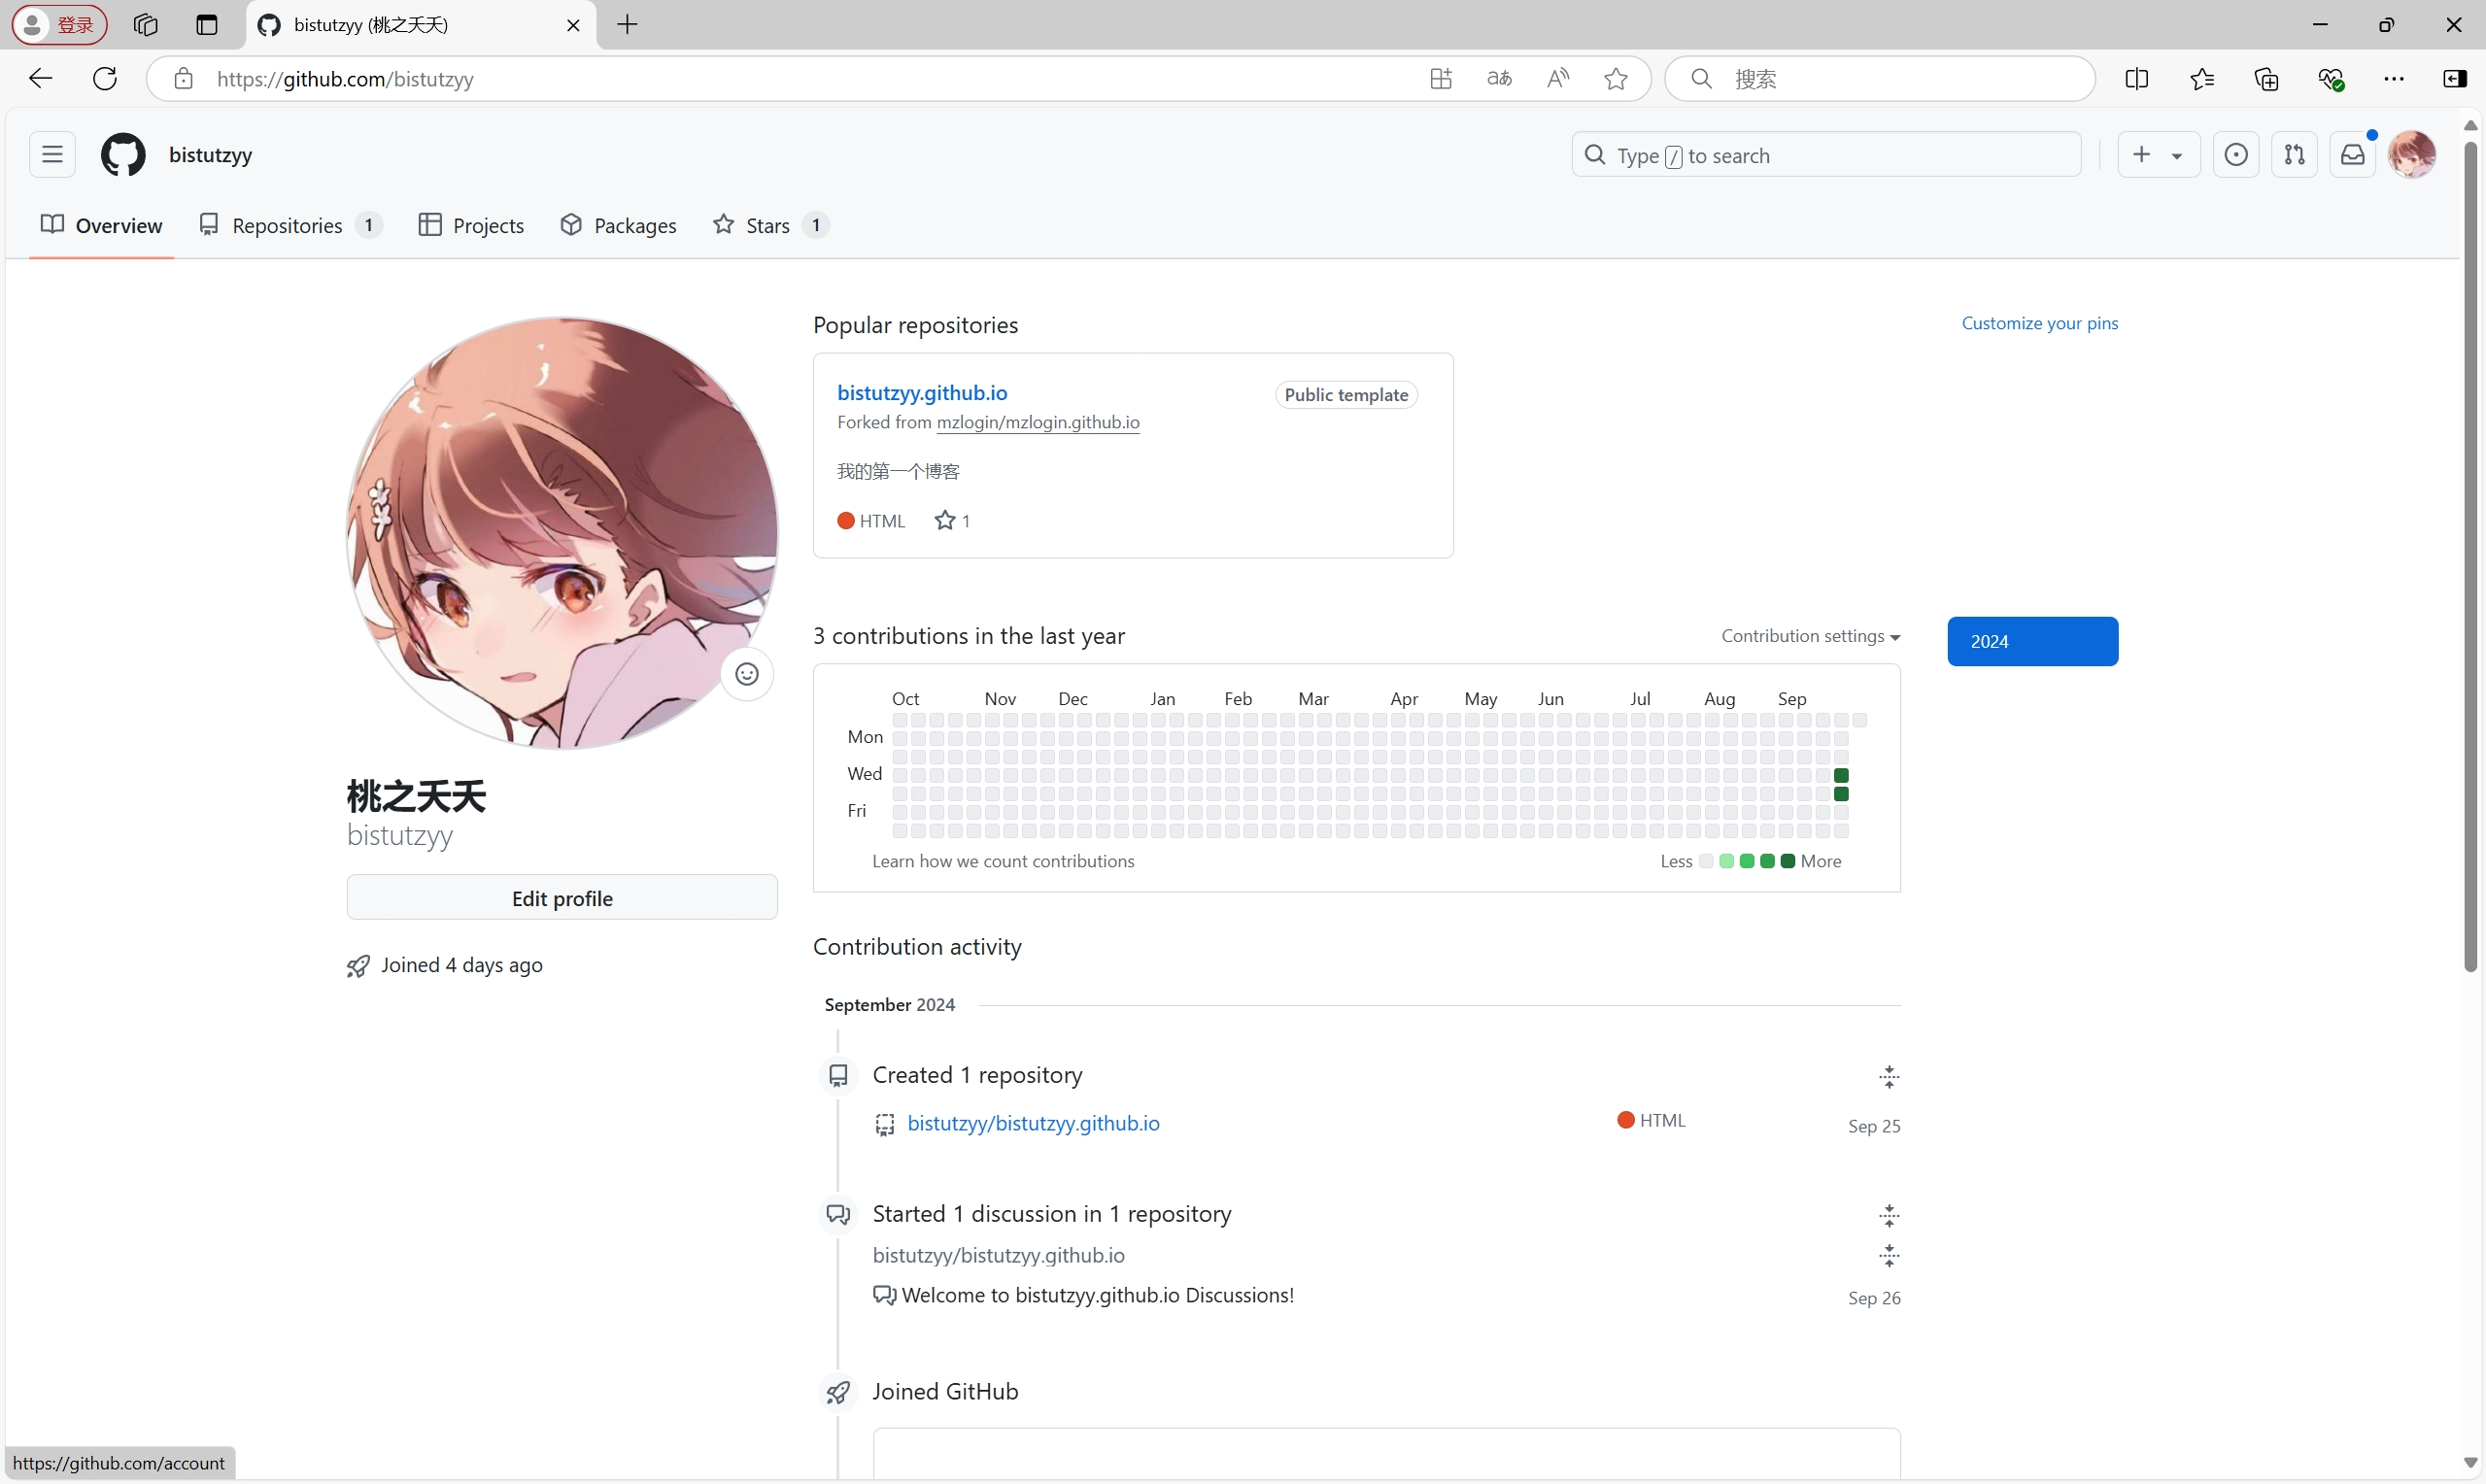 登录
bistutzyy (桃之夭夭)
https://github.com/bistutzyy
搜索
bistutzyy
Type / to search
Overview
Repositories 1
Projects
Packages
Stars 1
Popular repositories
Customize your pins
bistutzyy.github.io
Public template
Forked from mzlogin/mzlogin.github.io
我的第一个博客
HTML 1
3 contributions in the last year
Contribution settings
2024
Oct Nov Dec Jan Feb Mar Apr May Jun Jul Aug Sep
Mon
Wed
Fri
Learn how we count contributions
Less More
桃之夭夭
bistutzyy
Edit profile
Joined 4 days ago
Contribution activity
September 2024
Created 1 repository
bistutzyy/bistutzyy.github.io
HTML
Sep 25
Started 1 discussion in 1 repository
bistutzyy/bistutzyy.github.io
Welcome to bistutzyy.github.io Discussions!
Sep 26
Joined GitHub
https://github.com/account